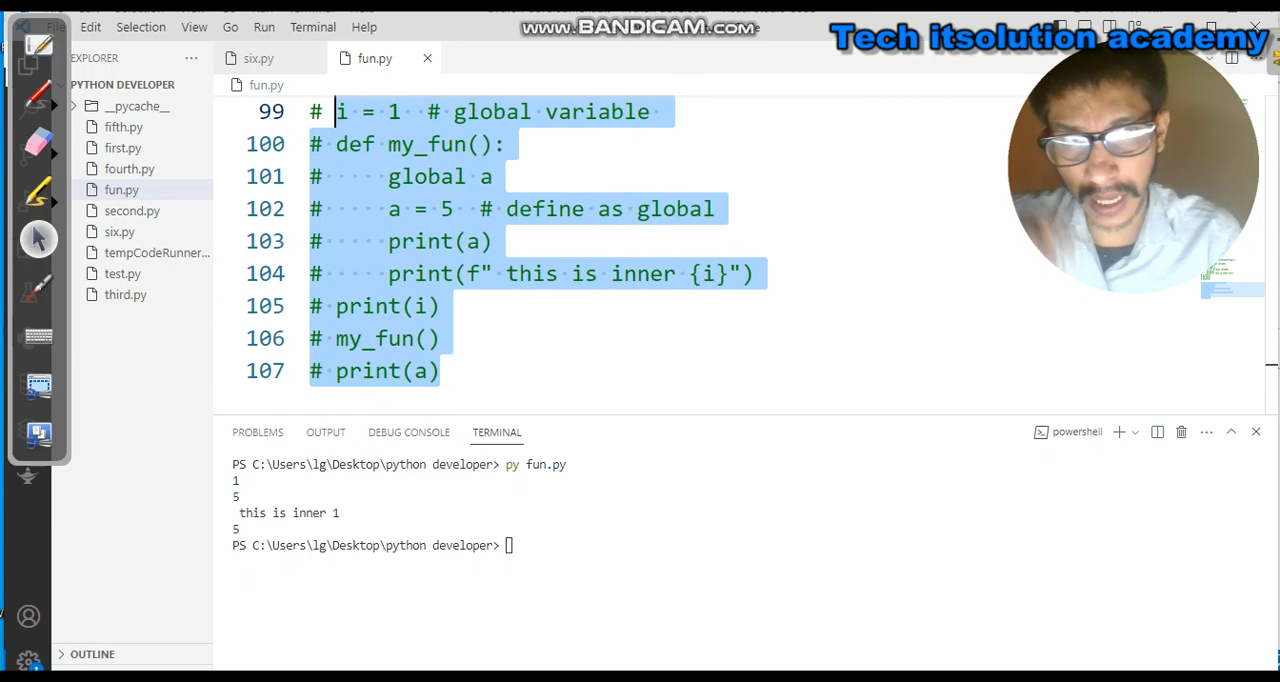 File Edit Selection View Go Run Terminal Help
www.BANDICAM.com
Tech itsolution academy
EXPLORER
six.py
fun.py
PYTHON DEVELOPER
fun.py
__pycache__
fifth.py
first.py
fourth.py
fun.py
second.py
six.py
tempCodeRunner...
test.py
third.py
99 # i = 1 # global variable
100 # def my_fun():
101 # global a
102 # a = 5 # define as global
103 # print(a)
104 # print(f" this is inner {i}")
105 # print(i)
106 # my_fun()
107 # print(a)
PROBLEMS OUTPUT DEBUG CONSOLE TERMINAL
powershell
PS C:\Users\lg\Desktop\python developer> py fun.py
1
5
this is inner 1
5
PS C:\Users\lg\Desktop\python developer>
OUTLINE